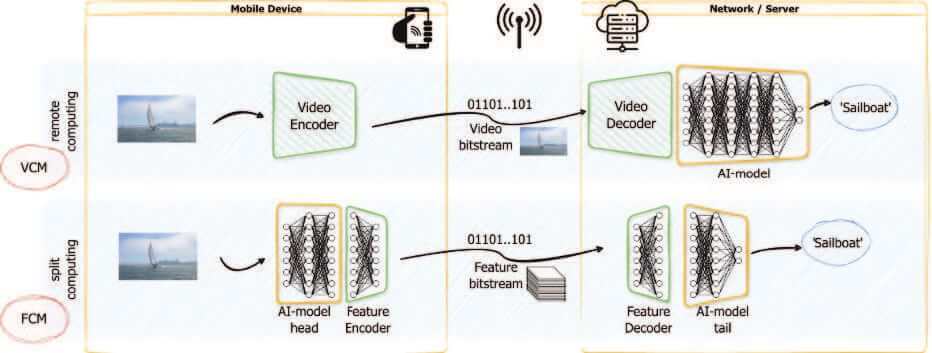 Mobile Device
Network / Server
remote
computing
VCM
Video
Encoder
01101..101
Video
bitstream
Video
Decoder
AI-model
'Sailboat'
split
computing
FCM
AI-model
head
Feature
Encoder
01101..101
Feature
bitstream
Feature
Decoder
AI-model
tail
'Sailboat'